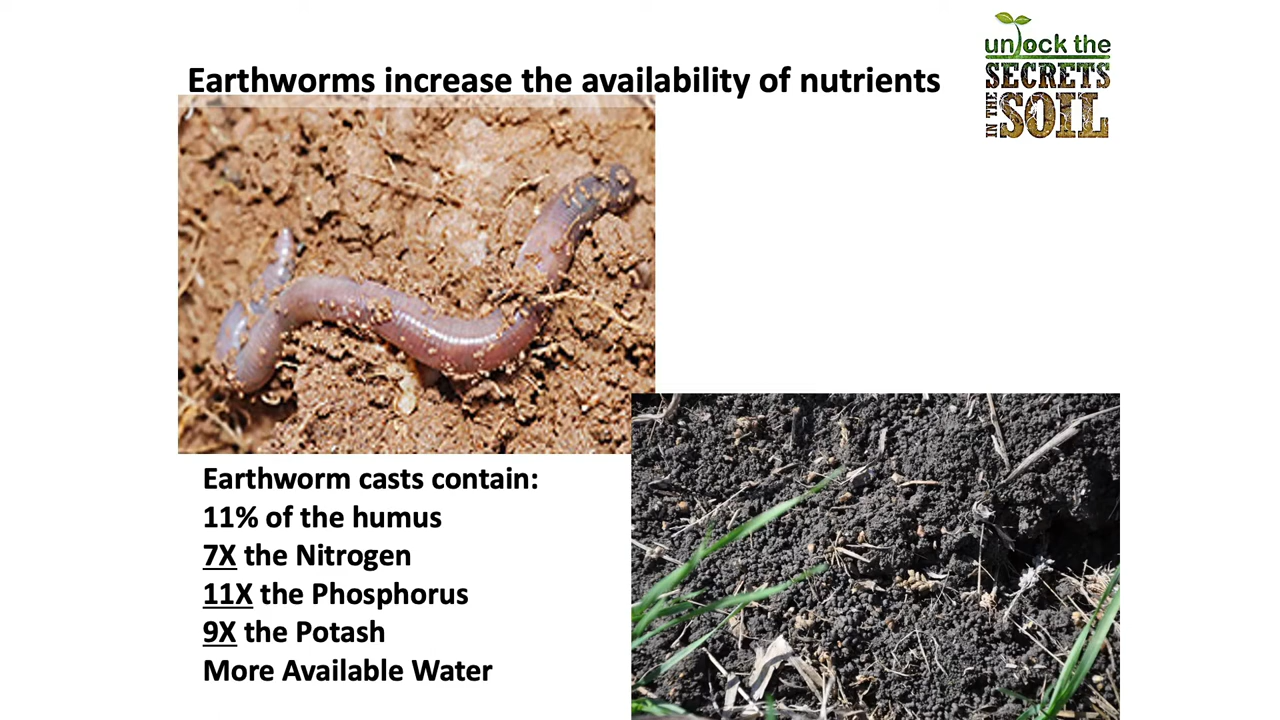 Earthworms increase the availability of nutrients
unlock the
SECRETS
IN THE
SOIL
Earthworm casts contain:
11% of the humus
7X the Nitrogen
11X the Phosphorus
9X the Potash
More Available Water